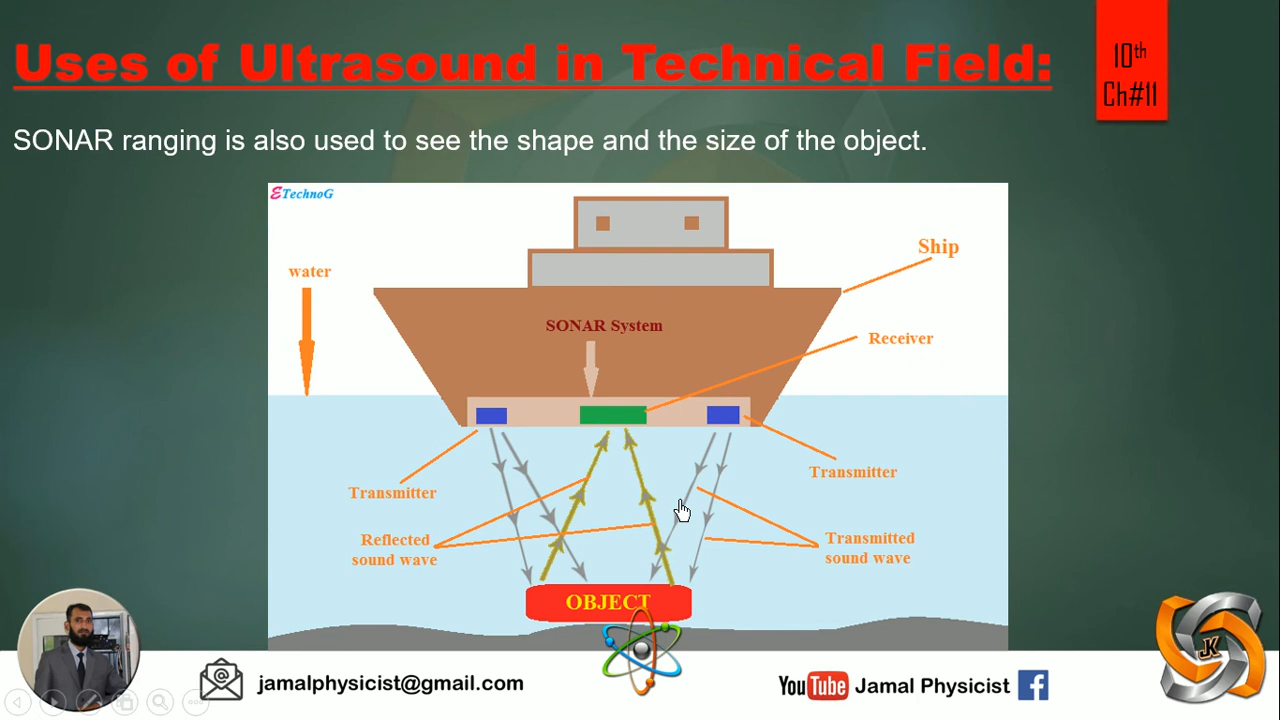 Uses of Ultrasound in Technical Field:
10th
Ch#11
SONAR ranging is also used to see the shape and the size of the object.
ETechnoG
Ship
water
SONAR System
Receiver
Transmitter
Transmitter
Reflected
sound wave
Transmitted
sound wave
OBJECT
jamalphysicist@gmail.com
YouTube Jamal Physicist f
JK